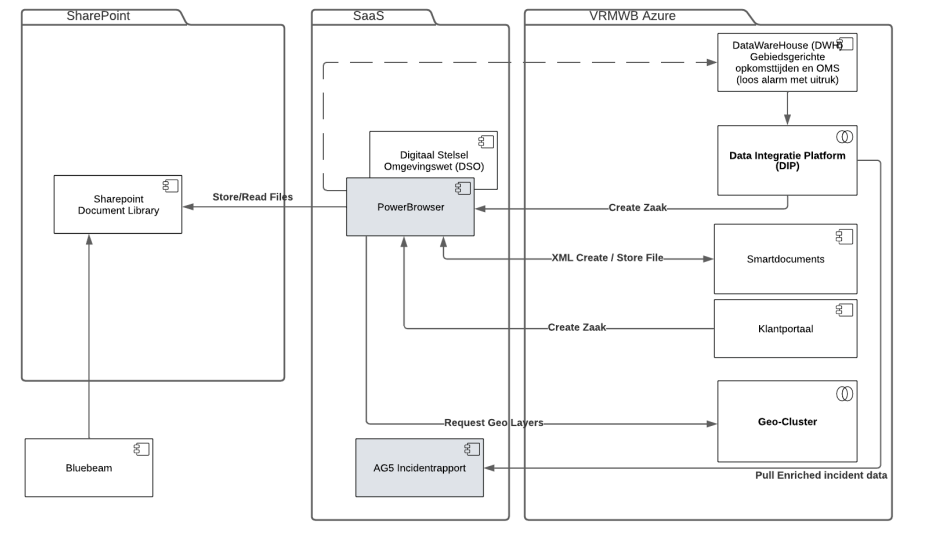 SharePoint
SaaS
VRMWB Azure
DataWareHouse (DWH)
Gebiedsgerichte
opkomsttijden en OMS
(loos alarm met uitruk)
Digitaal Stelsel
Omgevingswet (DSO)
Data Integratie Platform
(DIP)
Sharepoint
Document Library
Store/Read Files
PowerBrowser
Create Zaak
XML Create / Store File
Smartdocuments
Create Zaak
Klantportaal
Request Geo Layers
Geo-Cluster
Bluebeam
AG5 Incidentrapport
Pull Enriched incident data